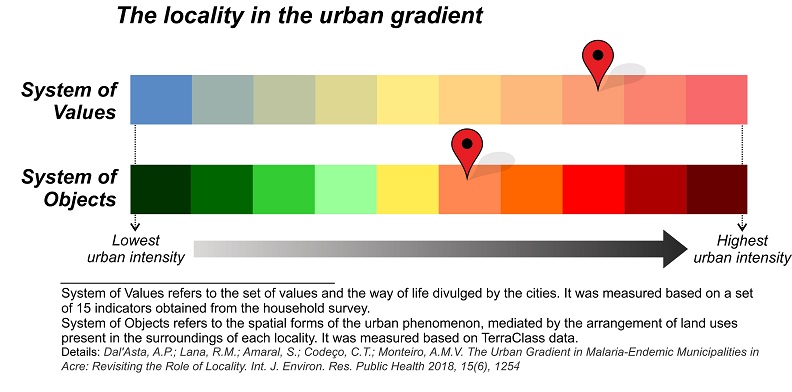 The locality in the urban gradient
System of
Values
System of
Objects
Lowest
urban intensity
Highest
urban intensity
System of Values refers to the set of values and the way of life divulged by the cities. It was measured based on a set
of 15 indicators obtained from the household survey.
System of Objects refers to the spatial forms of the urban phenomenon, mediated by the arrangement of land uses
present in the surroundings of each locality. It was measured based on TerraClass data.
Details: Dal'Asta, A.P.; Lana, R.M.; Amaral, S.; Codeço, C.T.; Monteiro, A.M.V. The Urban Gradient in Malaria-Endemic Municipalities in
Acre: Revisiting the Role of Locality. Int. J. Environ. Res. Public Health 2018, 15(6), 1254